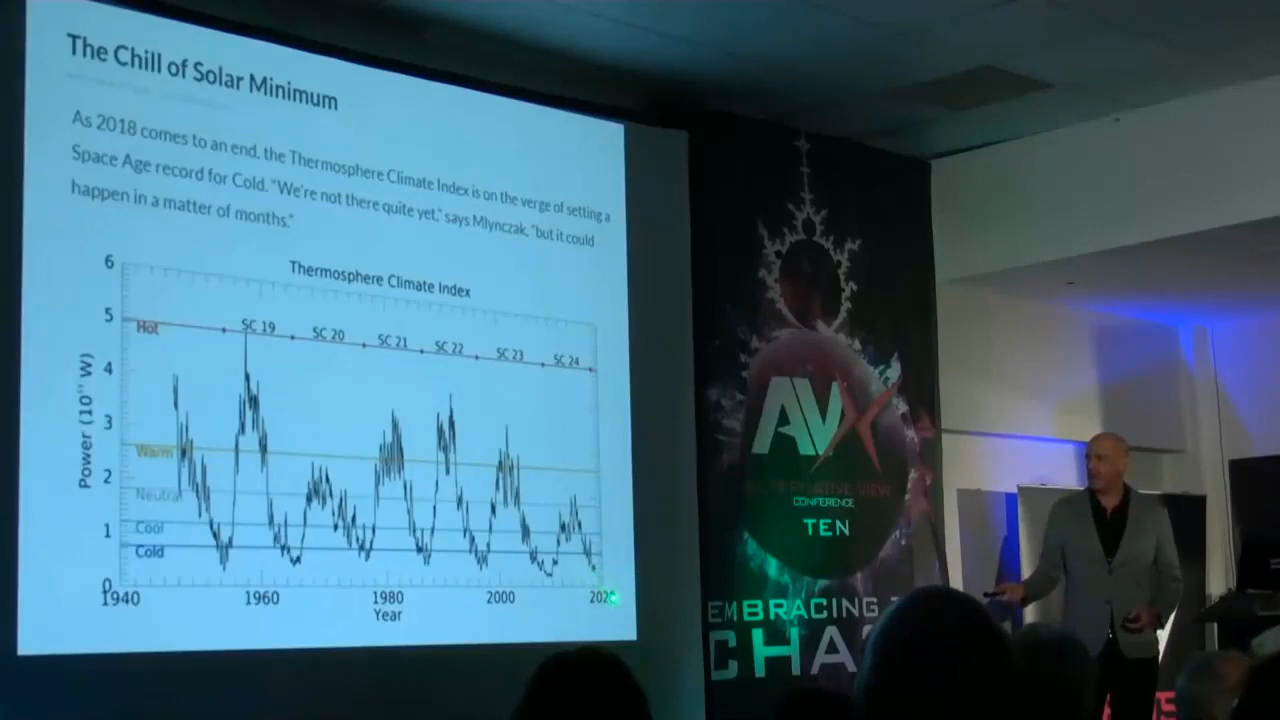 The Chill of Solar Minimum
As 2018 comes to an end, the Thermosphere Climate Index is on the verge of setting a
Space Age record for Cold. "We're not there quite yet," says Mlynczak, "but it could
happen in a matter of months."
Thermosphere Climate Index
6
5
4
3
2
1
0
Power (10¹¹ W)
Hot
SC 19
SC 20
SC 21
SC 22
SC 23
SC 24
Warm
Neutral
Cool
Cold
1940
1960
1980
2000
2020
Year
AVX
ALTERNATIVE VIEW
CONFERENCE
TEN
EMBRACING
CHA